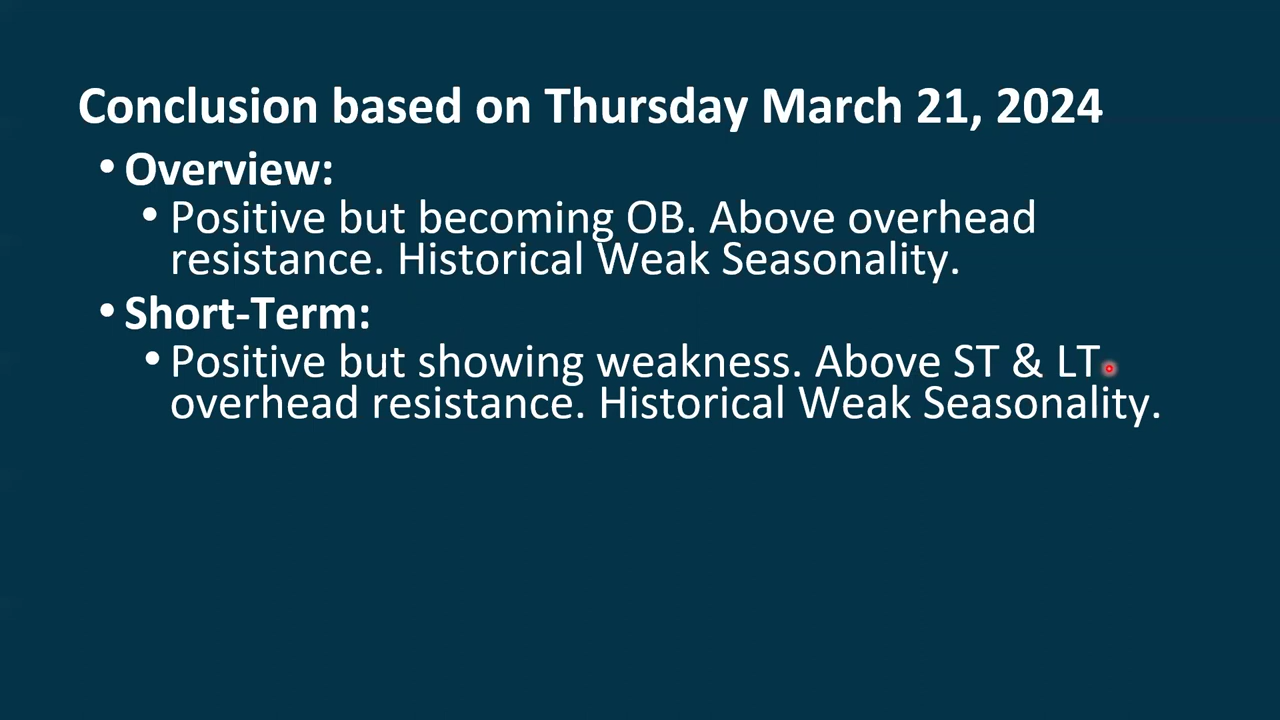 Conclusion based on Thursday March 21, 2024
• Overview:
• Positive but becoming OB. Above overhead
resistance. Historical Weak Seasonality.
• Short-Term:
• Positive but showing weakness. Above ST & LT
overhead resistance. Historical Weak Seasonality.